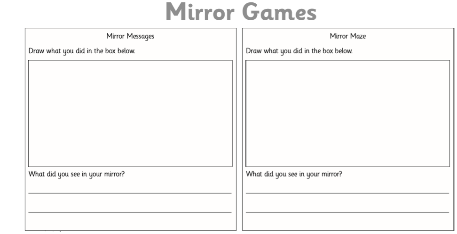 Mirror Games
Mirror Messages
Draw what you did in the box below.
What did you see in your mirror?
Mirror Maze
Draw what you did in the box below
What did you see in your mirror?